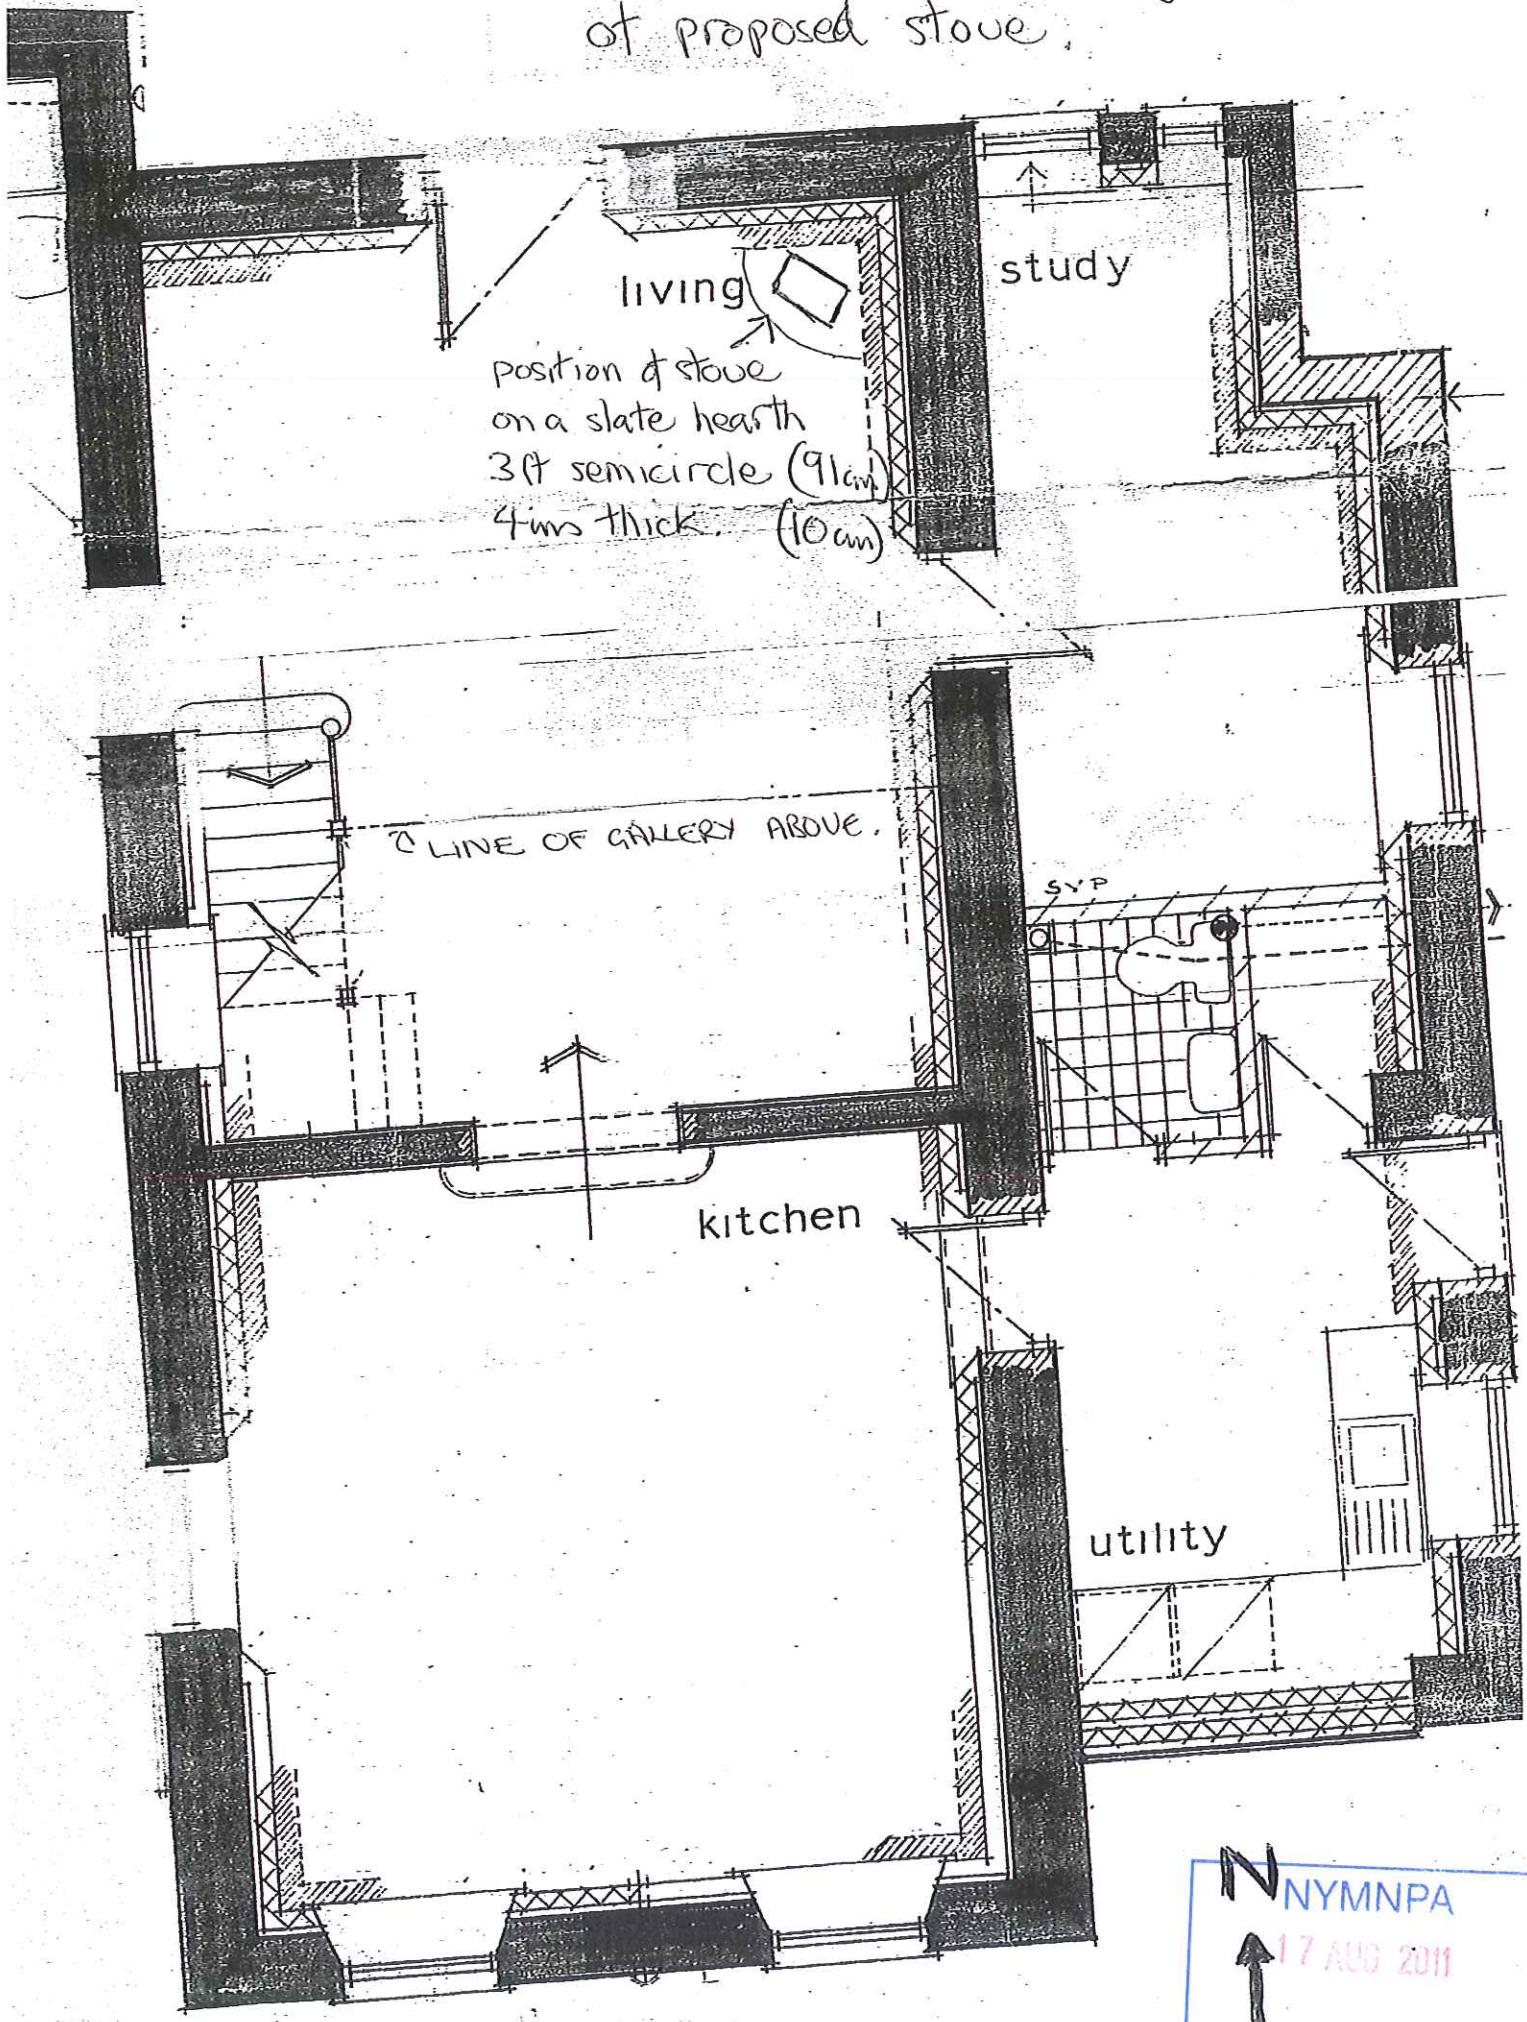 of proposed stove.
living
study
position of stove
on a slate hearth
3ft semicircle (91cm)
4ins thick. (10cm)
LINE OF GALLERY ABOVE.
SVP
kitchen
utility
N
NYMNPA
17 AUG 2011